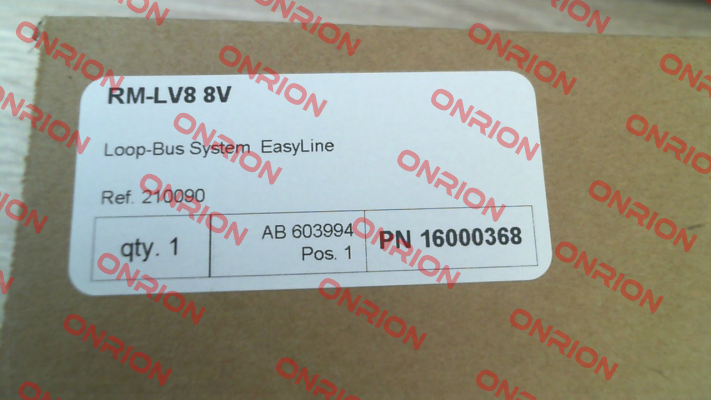 RM-LV8 8V
Loop-Bus System EasyLine
Ref. 210090
qty. 1
AB 603994
Pos. 1
PN 16000368
ONRION